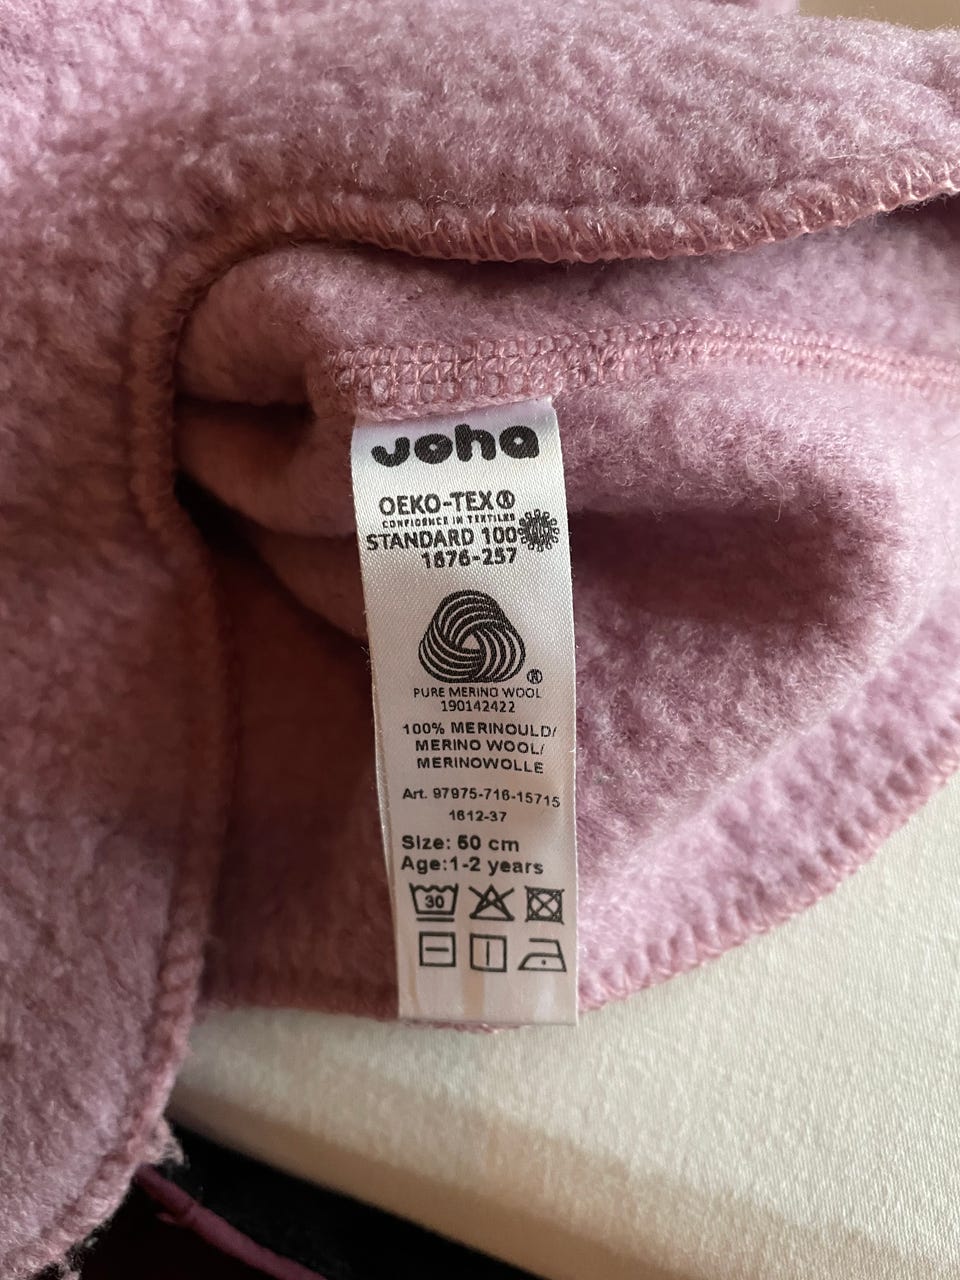 joha
OEKO-TEX®
CONFIDENCE IN TEXTILES
STANDARD 100
1676-257
®
PURE MERINO WOOL
190142422
100% MERINOULD/
MERINO WOOL/
MERINOWOLLE
Art. 97975-716-15715
1612-37
Size: 50 cm
Age:1-2 years
30